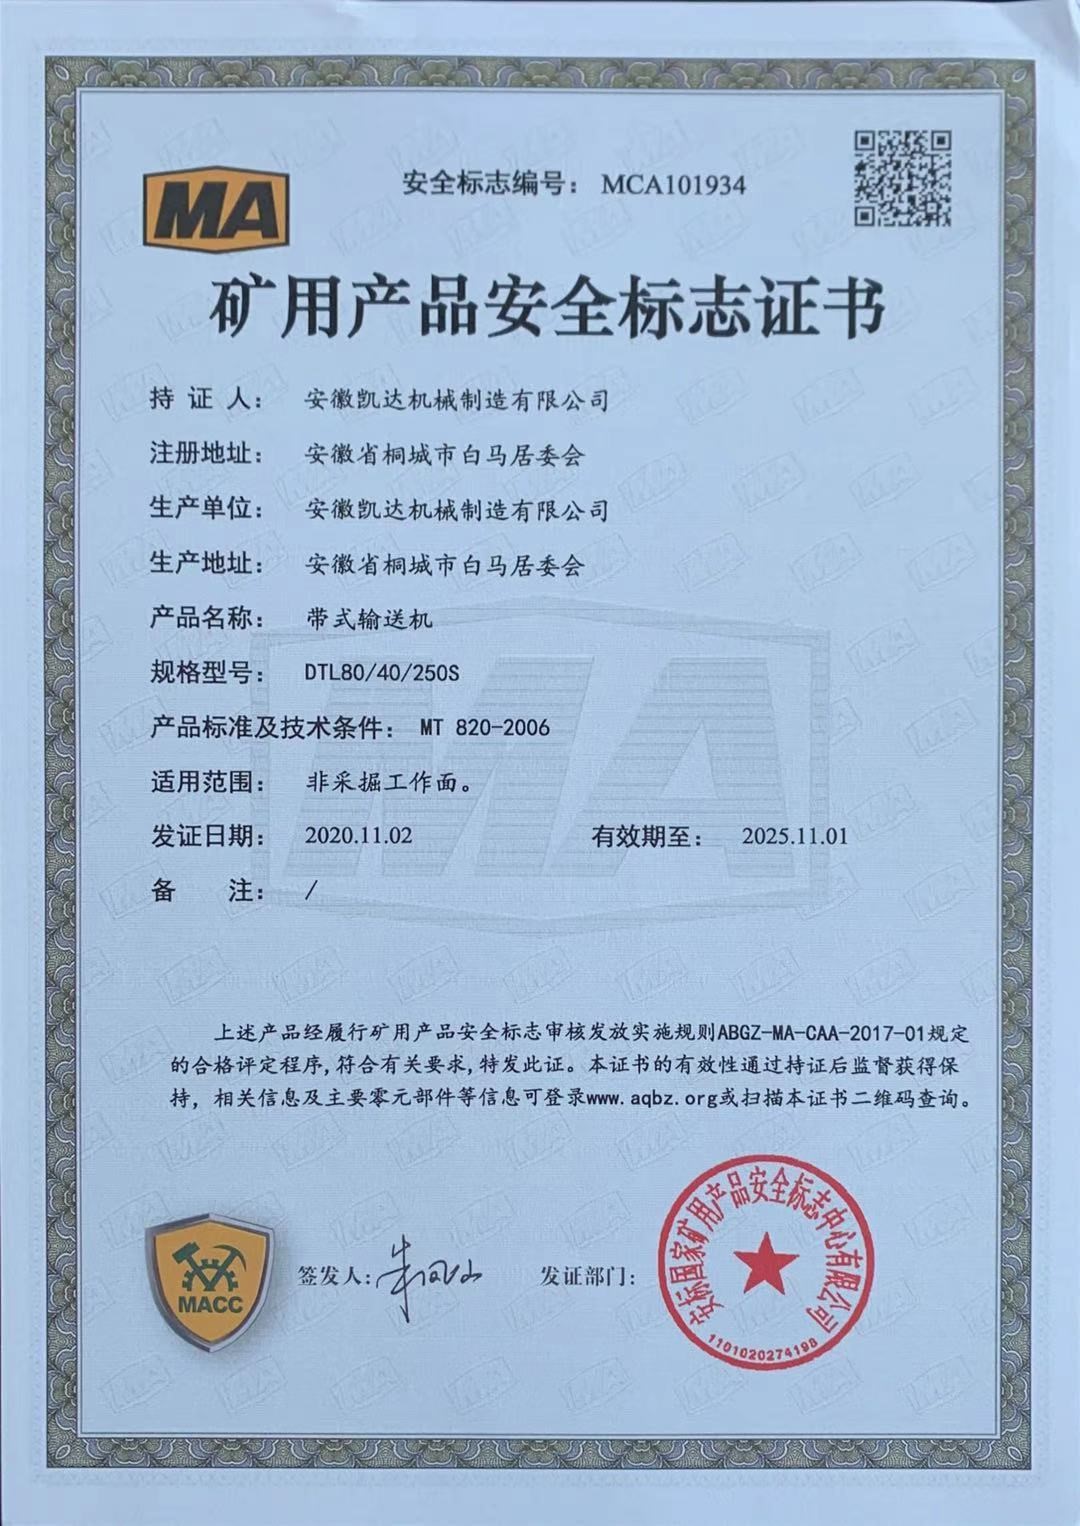 MA
安全标志编号： MCA101934
矿用产品安全标志证书
持 证 人： 安徽凯达机械制造有限公司
注册地址： 安徽省桐城市白马居委会
生产单位： 安徽凯达机械制造有限公司
生产地址： 安徽省桐城市白马居委会
产品名称： 带式输送机
规格型号： DTL80/40/250S
产品标准及技术条件： MT 820-2006
适用范围： 非采掘工作面。
发证日期： 2020.11.02 有效期至： 2025.11.01
备 注： /
上述产品经履行矿用产品安全标志审核发放实施规则ABGZ-MA-CAA-2017-01规定
的合格评定程序,符合有关要求,特发此证。本证书的有效性通过持证后监督获得保
持，相关信息及主要零元部件等信息可登录www.aqbz.org或扫描本证书二维码查询。
MACC
签发人:
发证部门:
安标国家矿用产品安全标志中心有限公司
1101020274198